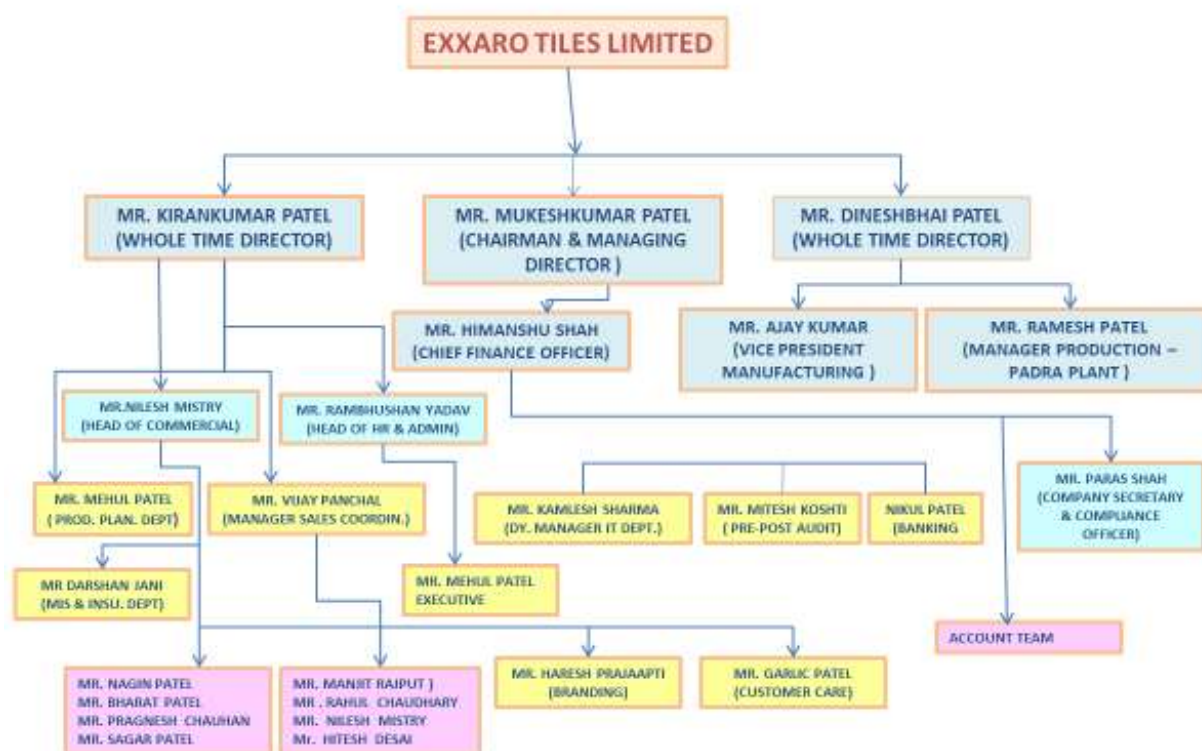 EXXARO TILES LIMITED
MR. KIRANKUMAR PATEL
(WHOLE TIME DIRECTOR)
MR. MUKESHKUMAR PATEL
(CHAIRMAN & MANAGING
DIRECTOR )
MR. DINESHBHAI PATEL
(WHOLE TIME DIRECTOR)
MR. HIMANSHU SHAH
(CHIEF FINANCE OFFICER)
MR. AJAY KUMAR
(VICE PRESIDENT
MANUFACTURING )
MR. RAMESH PATEL
(MANAGER PRODUCTION –
PADRA PLANT )
MR.NILESH MISTRY
(HEAD OF COMMERCIAL)
MR. RAMBHUSHAN YADAV
(HEAD OF HR & ADMIN)
MR. MEHUL PATEL
( PROD. PLAN. DEPT)
MR. VIJAY PANCHAL
(MANAGER SALES COORDIN.)
MR. KAMLESH SHARMA
(DY. MANAGER IT DEPT.)
MR. MITESH KOSHTI
( PRE-POST AUDIT)
NIKUL PATEL
(BANKING
MR. PARAS SHAH
(COMPANY SECRETARY
& COMPLIANCE
OFFICER)
MR DARSHAN JANI
(MIS & INSU. DEPT)
MR. MEHUL PATEL
EXECUTIVE
ACCOUNT TEAM
MR. NAGIN PATEL
MR. BHARAT PATEL
MR. PRAGNESH CHAUHAN
MR. SAGAR PATEL
MR. MANJIT RAJPUT )
MR . RAHUL CHAUDHARY
MR. NILESH MISTRY
Mr. HITESH DESAI
MR. HARESH PRAJAAPTI
(BRANDING)
MR. GARLIC PATEL
(CUSTOMER CARE)